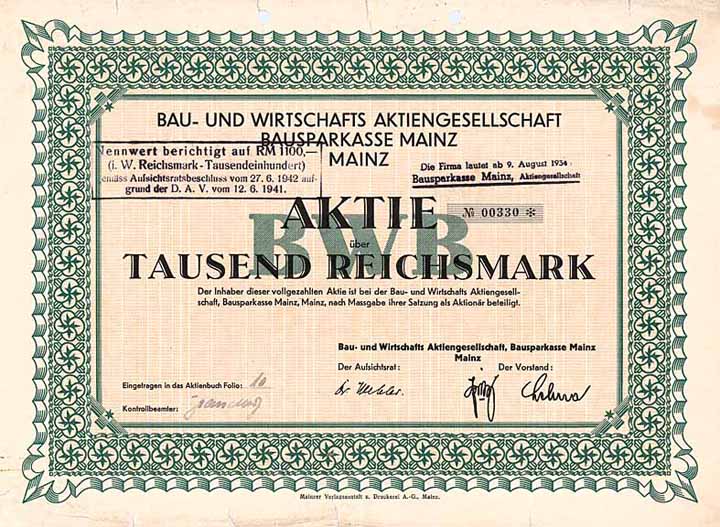 BAU- UND WIRTSCHAFTS AKTIENGESELLSCHAFT
BAUSPARKASSE MAINZ
MAINZ
Nennwert berichtigt auf RM 1100,—
(i. W. Reichsmark-Tausendeinhundert)
gemäss Aufsichtsratsbeschluss vom 27. 6. 1942 auf-
grund der D. A. V. vom 12. 6. 1941.
Die Firma lautet ab 9. August 1934
Bausparkasse Mainz, Aktiengesellschaft
BWB
AKTIE
№ 00330 *
über
TAUSEND REICHSMARK
Der Inhaber dieser vollgezahlten Aktie ist bei der Bau- und Wirtschafts Aktiengesell-
schaft, Bausparkasse Mainz, Mainz, nach Massgabe ihrer Satzung als Aktionär beteiligt.
Bau- und Wirtschafts Aktiengesellschaft, Bausparkasse Mainz
Mainz
Der Aufsichtsrat: Der Vorstand:
Eingetragen in das Aktienbuch Folio: 10
Kontrollbeamter:
Mainzer Verlagsanstalt u. Druckerei A.-G., Mainz.